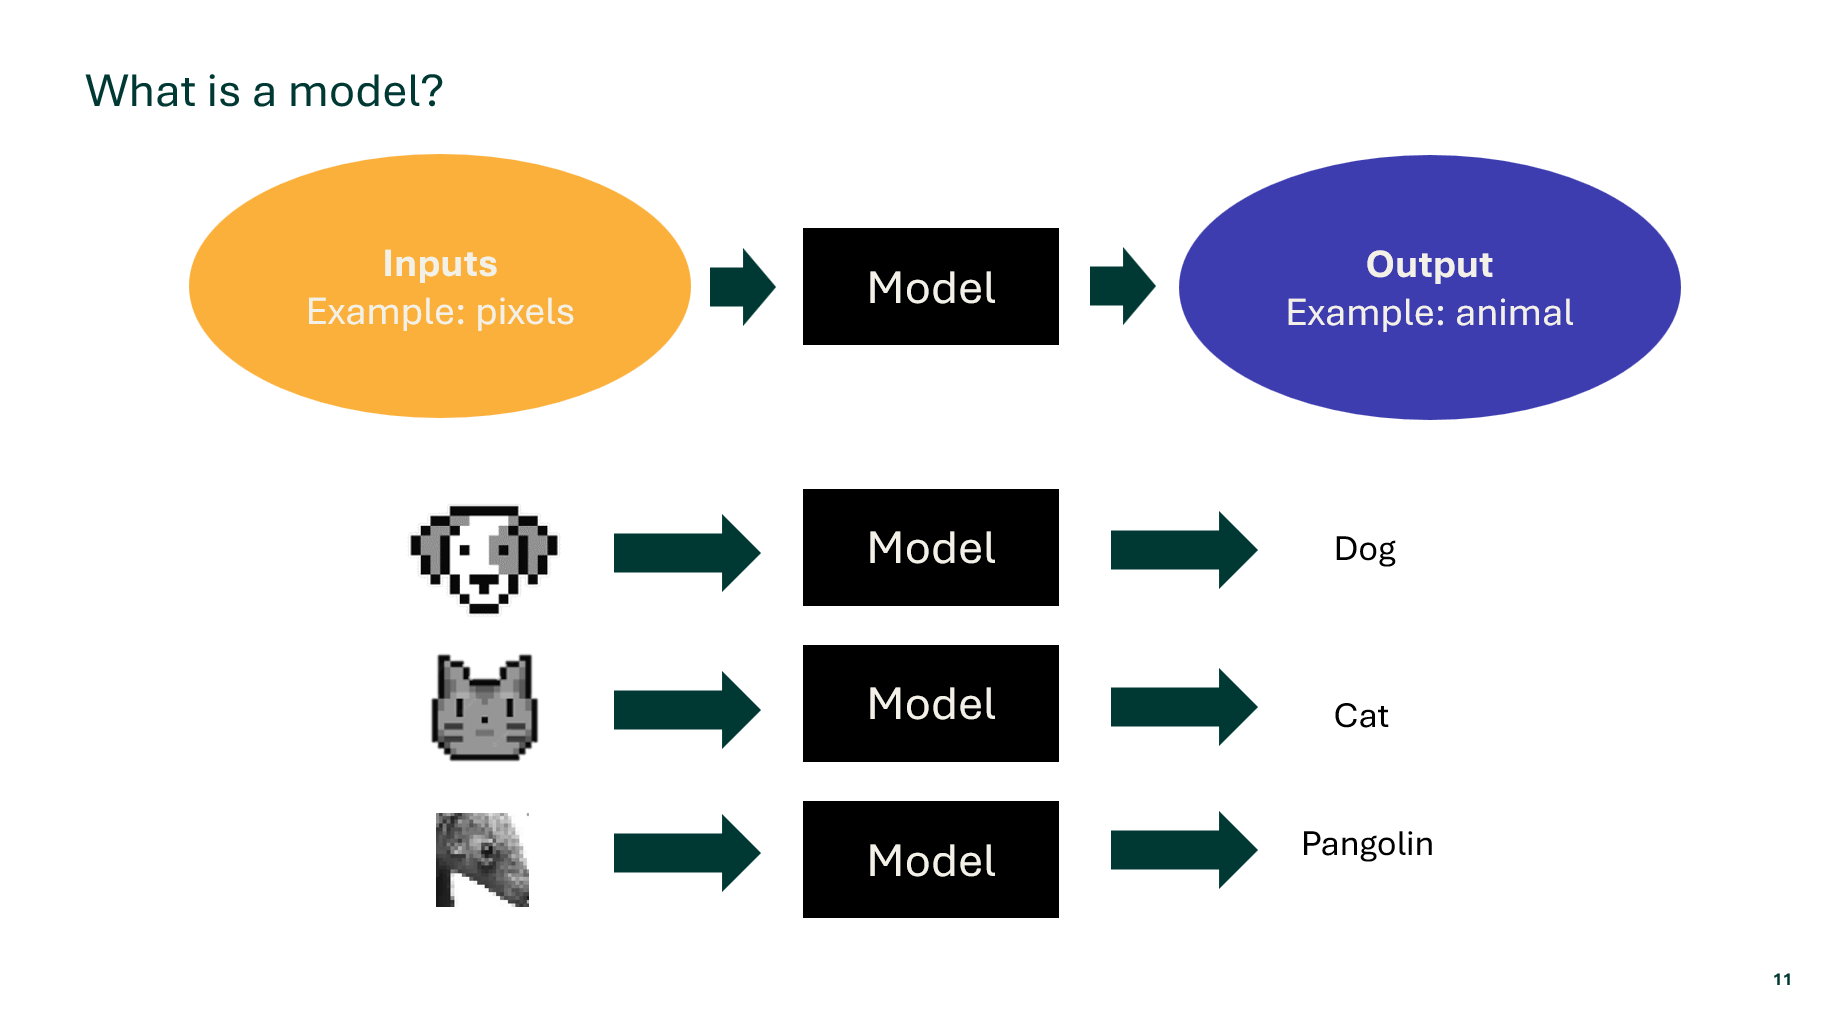 What is a model?
Inputs
Example: pixels
Model
Output
Example: animal
Model
Dog
Model
Cat
Model
Pangolin
11